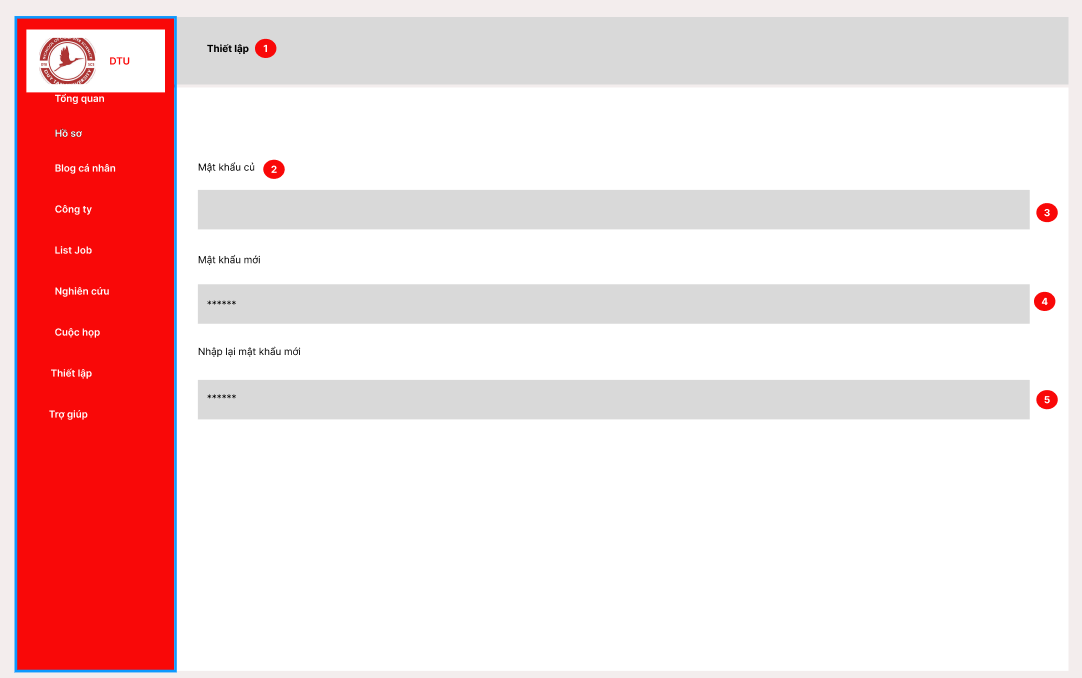 DTU
Tổng quan
Hồ sơ
Blog cá nhân
Công ty
List Job
Nghiên cứu
Cuộc họp
Thiết lập
Trợ giúp
Thiết lập 1
Mật khẩu củ 2
3
Mật khẩu mới
****** 4
Nhập lại mật khẩu mới
****** 5